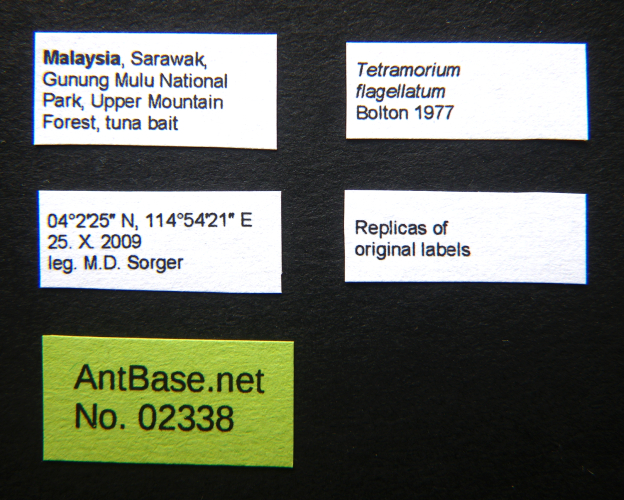 Malaysia, Sarawak,
Gunung Mulu National
Park, Upper Mountain
Forest, tuna bait
Tetramorium
flagellatum
Bolton 1977
04°2'25" N, 114°54'21" E
25. X. 2009
leg. M.D. Sorger
Replicas of
original labels
AntBase.net
No. 02338